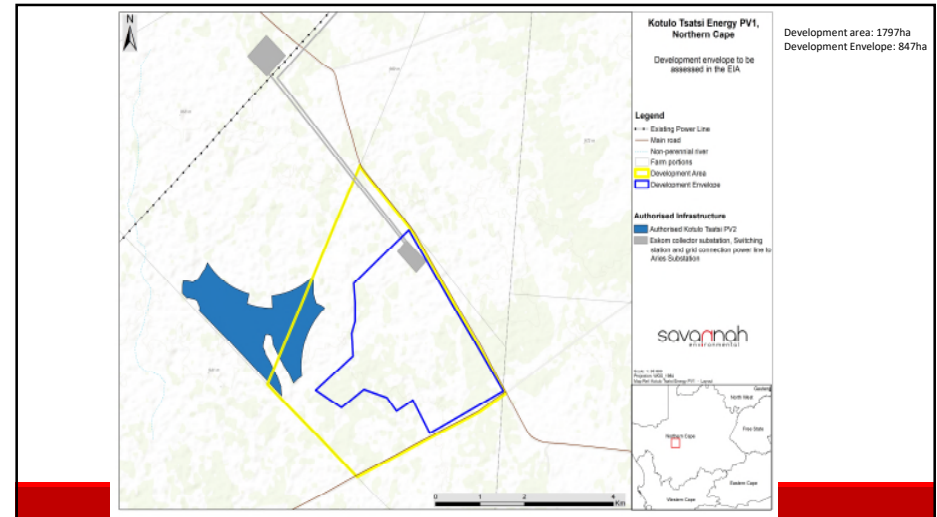 N
Kotulo Tsatsi Energy PV1,
Northern Cape
Development envelope to be
assessed in the EIA
Legend
Existing Power Line
Main road
Non-perennial river
Farm portions
Development Area
Development Envelope
Authorised Infrastructure
Authorised Kotulo Tsatsi PV2
Eskom collector substation, Switching
station and grid connection power line to
Aries Substation
savannah
environmental
North West
Free State
Northern Cape
Eastern Cape
Western Cape
0 1 2 4
Km
Development area: 1797ha
Development Envelope: 847ha